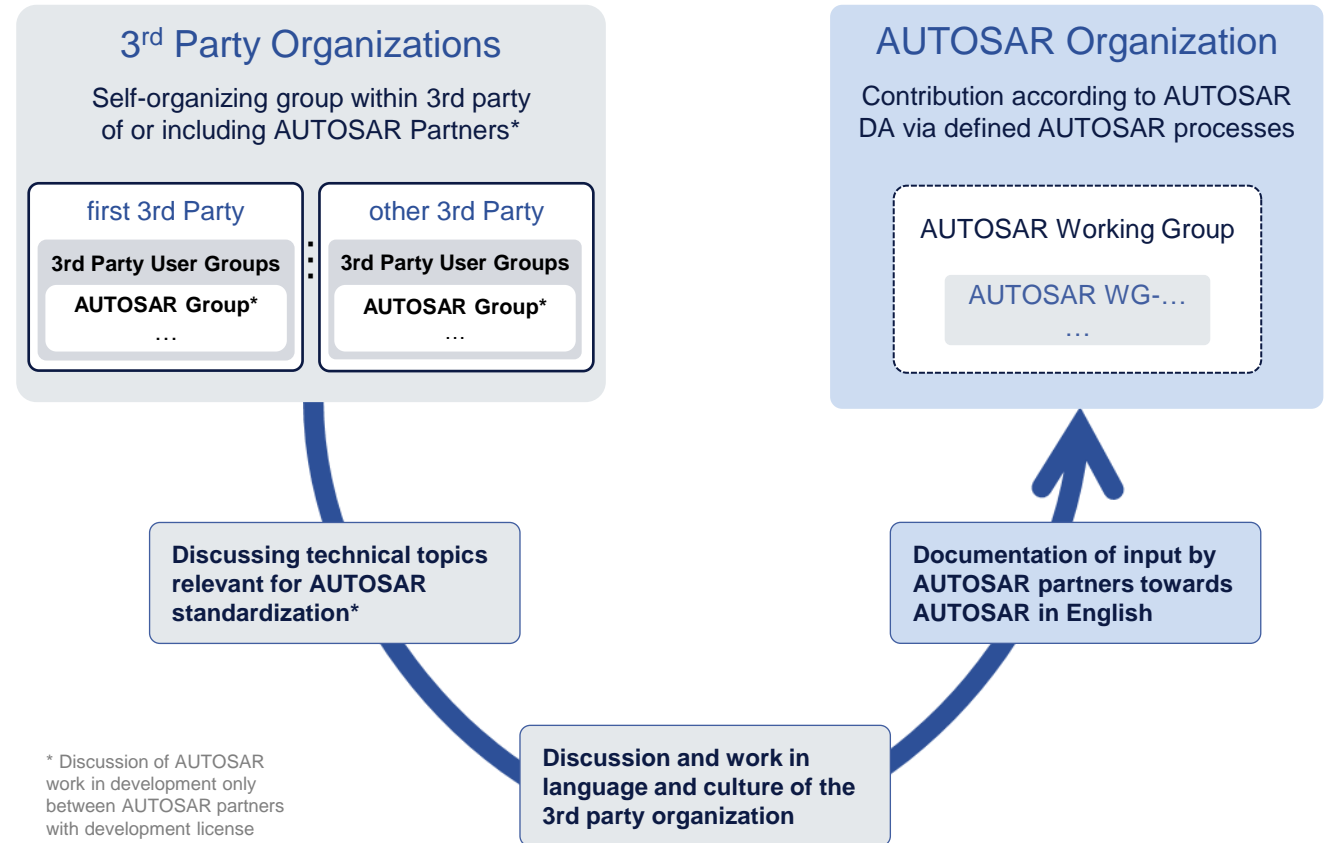 3rd Party Organizations
Self-organizing group within 3rd party
of or including AUTOSAR Partners*
first 3rd Party
3rd Party User Groups
AUTOSAR Group*
…
other 3rd Party
3rd Party User Groups
AUTOSAR Group*
…
AUTOSAR Organization
Contribution according to AUTOSAR
DA via defined AUTOSAR processes
AUTOSAR Working Group
AUTOSAR WG-…
…
Discussing technical topics
relevant for AUTOSAR
standardization*
Documentation of input by
AUTOSAR partners towards
AUTOSAR in English
Discussion and work in
language and culture of the
3rd party organization
* Discussion of AUTOSAR
work in development only
between AUTOSAR partners
with development license